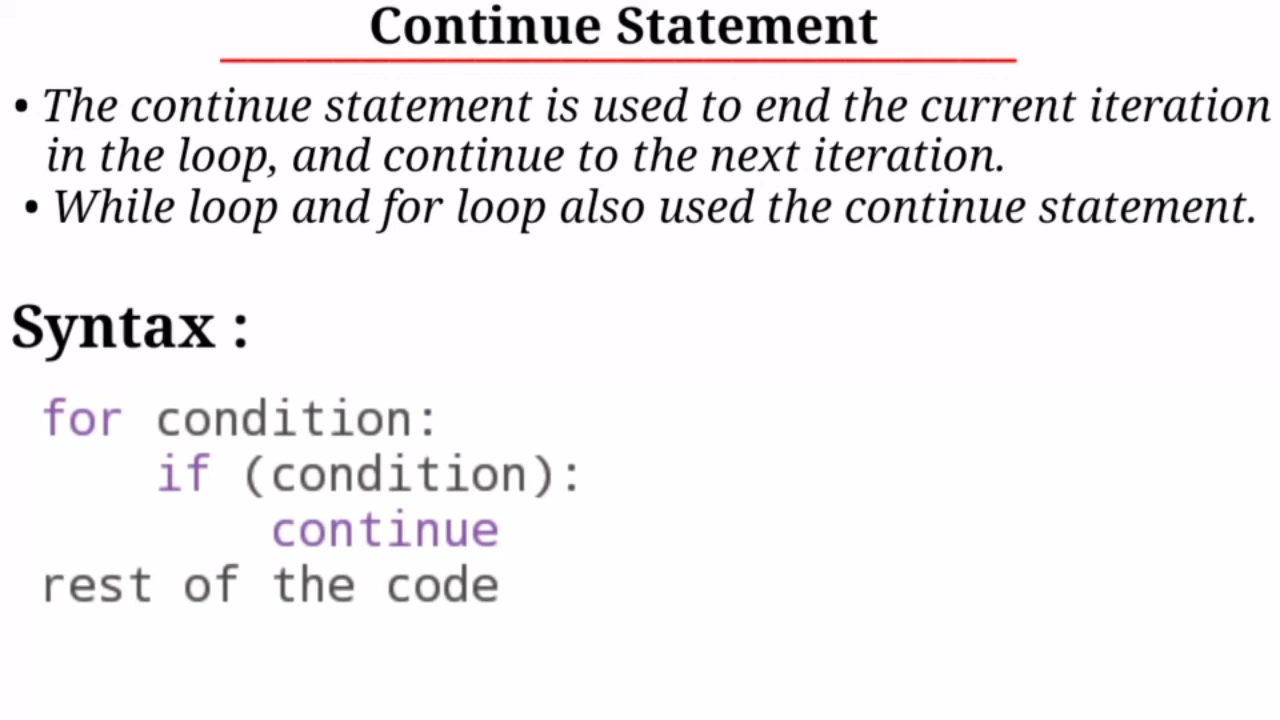 Continue Statement
• The continue statement is used to end the current iteration
in the loop, and continue to the next iteration.
• While loop and for loop also used the continue statement.
Syntax :
for condition:
    if (condition):
        continue
rest of the code